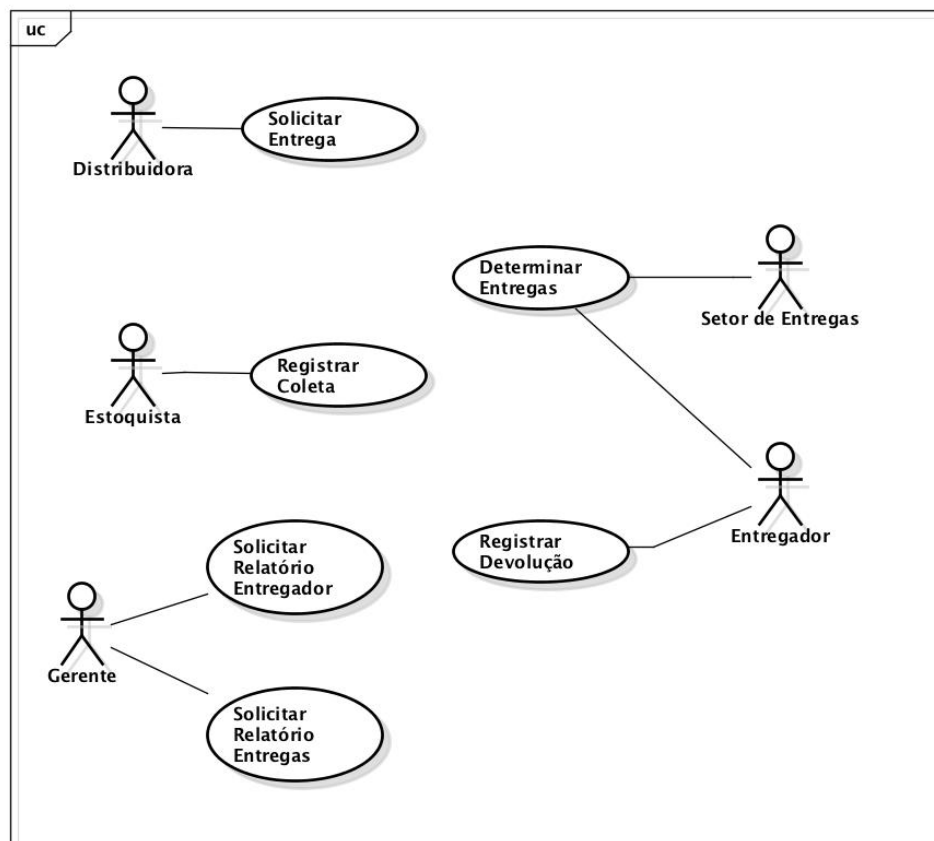 uc
Solicitar
Entrega
Distribuidora
Determinar
Entregas
Setor de Entregas
Registrar
Coleta
Estoquista
Entregador
Registrar
Devolução
Solicitar
Relatório
Entregador
Gerente
Solicitar
Relatório
Entregas